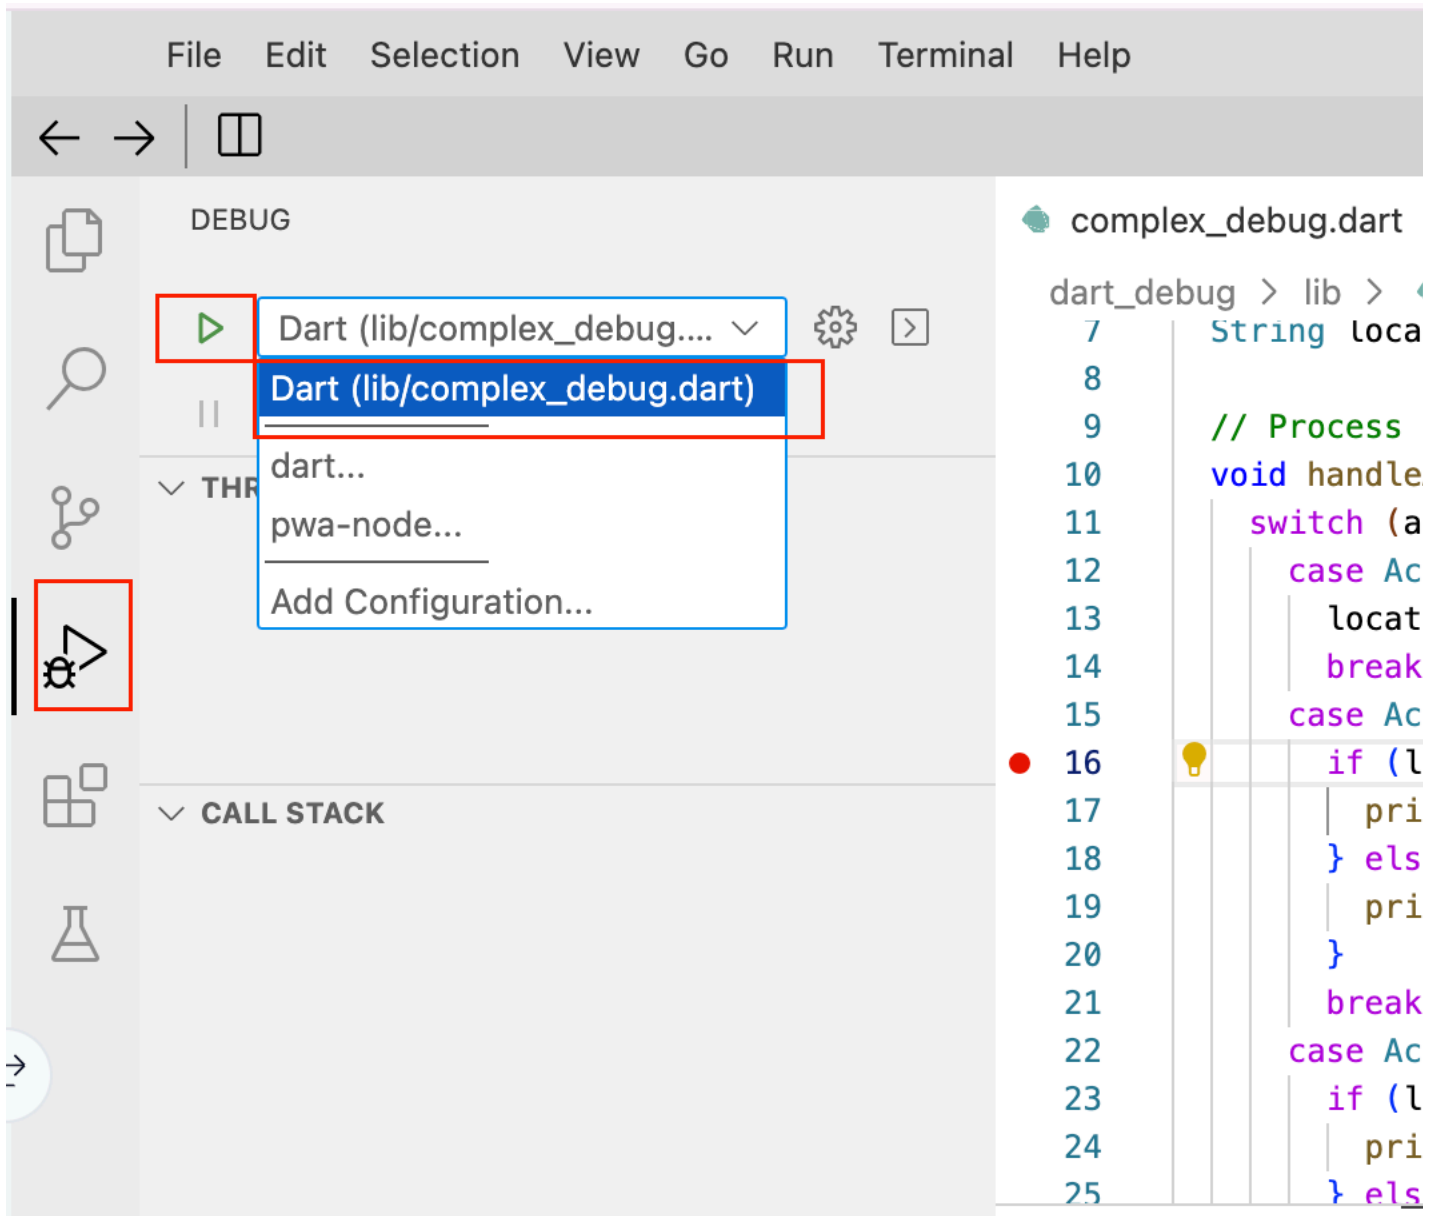 File Edit Selection View Go Run Terminal Help
DEBUG
Dart (lib/complex_debug....
Dart (lib/complex_debug.dart)
dart...
pwa-node...
Add Configuration...
THR
CALL STACK
complex_debug.dart
dart_debug > lib >
7 String loca
8
9 // Process
10 void handle
11 switch (a
12 case Ac
13 locat
14 break
15 case Ac
16 if (l
17 pri
18 } els
19 pri
20 }
21 break
22 case Ac
23 if (l
24 pri
25 } els